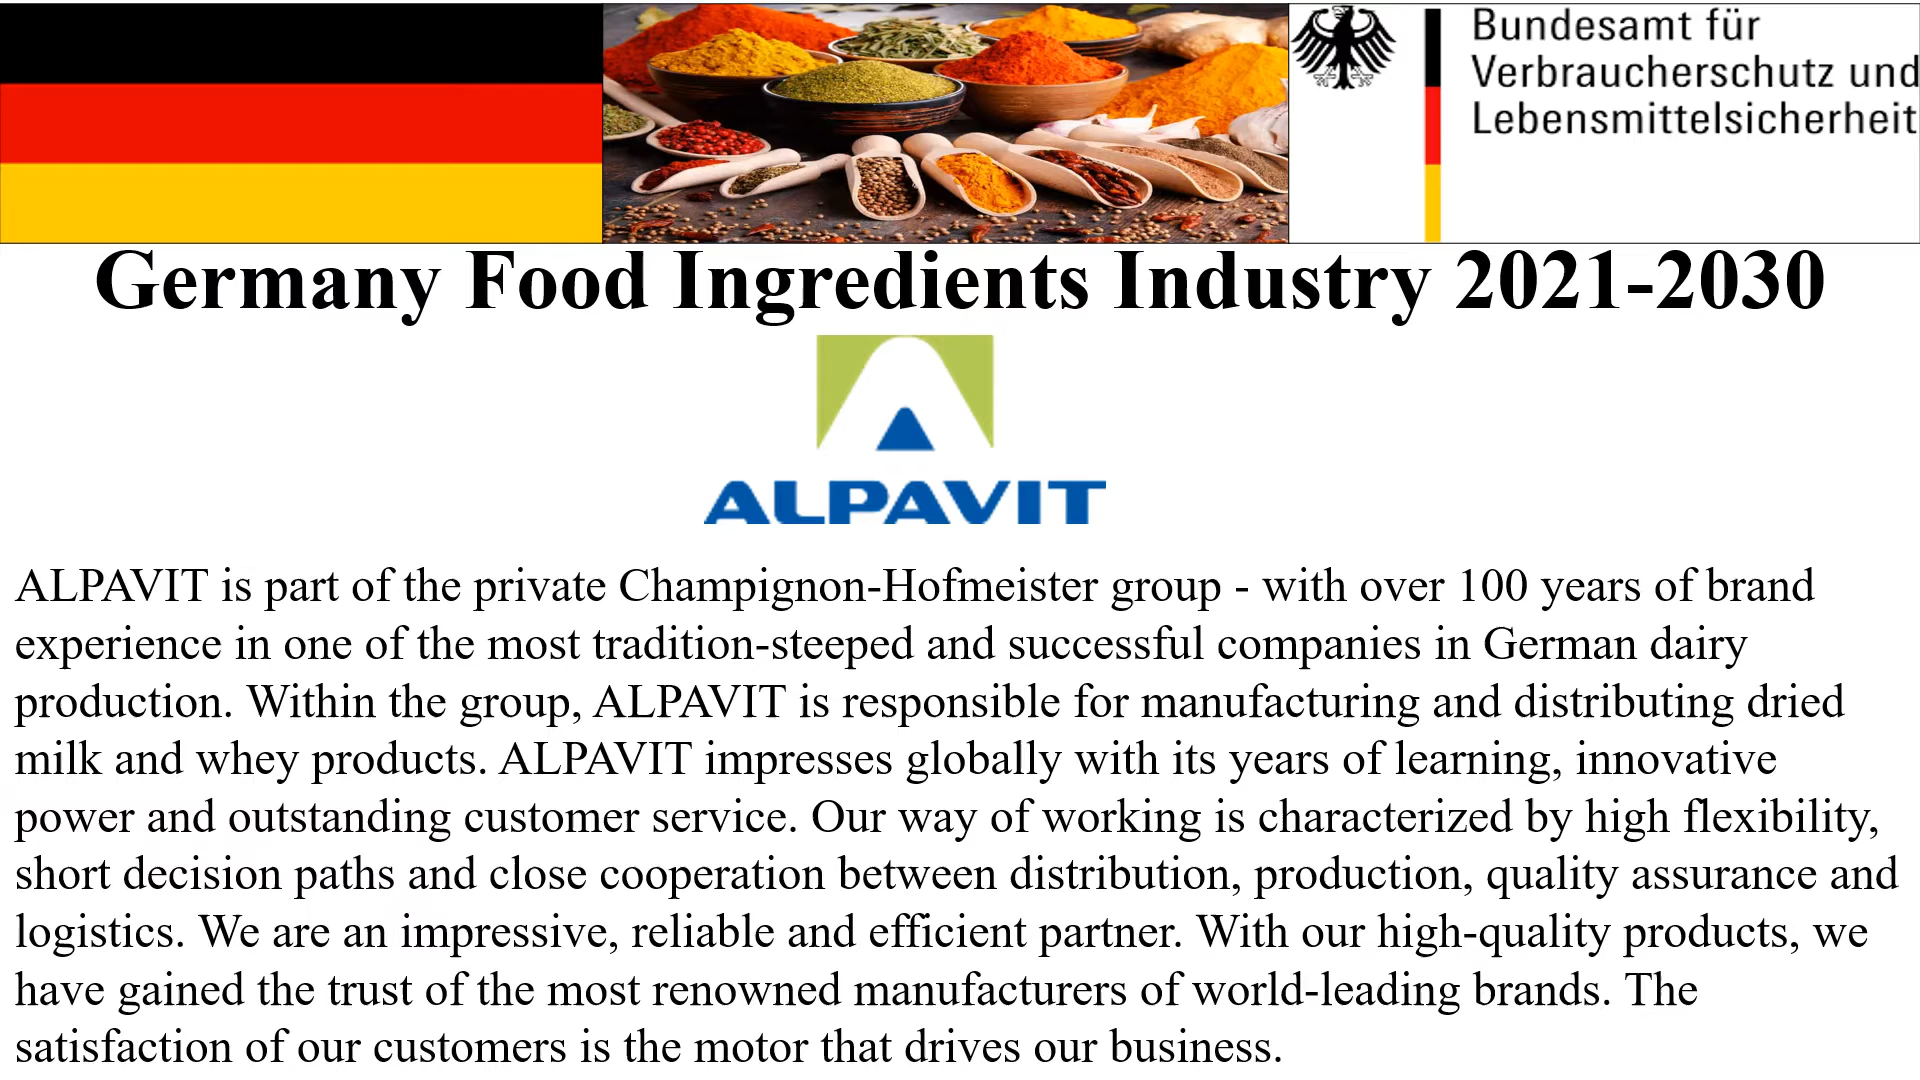 Bundesamt für
Verbraucherschutz und
Lebensmittelsicherheit
Germany Food Ingredients Industry 2021-2030
ALPAVIT
ALPAVIT is part of the private Champignon-Hofmeister group - with over 100 years of brand
experience in one of the most tradition-steeped and successful companies in German dairy
production. Within the group, ALPAVIT is responsible for manufacturing and distributing dried
milk and whey products. ALPAVIT impresses globally with its years of learning, innovative
power and outstanding customer service. Our way of working is characterized by high flexibility,
short decision paths and close cooperation between distribution, production, quality assurance and
logistics. We are an impressive, reliable and efficient partner. With our high-quality products, we
have gained the trust of the most renowned manufacturers of world-leading brands. The
satisfaction of our customers is the motor that drives our business.